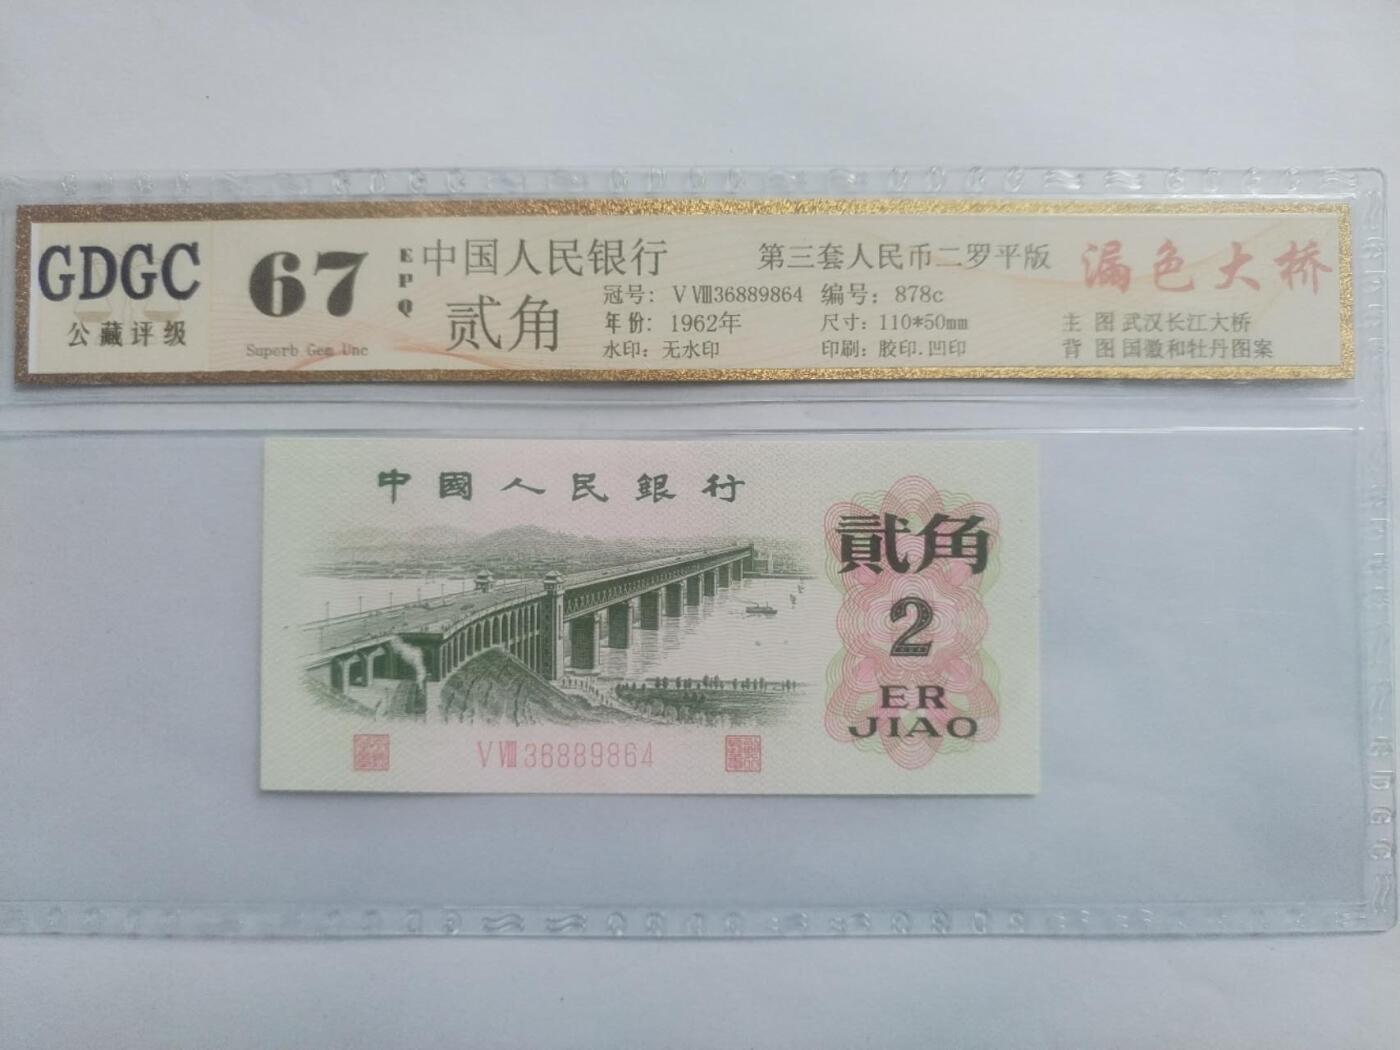 GDGC
公藏评级
67
EPQ
Superb Gem Unc
中国人民银行
贰角
第三套人民币二罗平版
漏色大桥
冠号: V Ⅷ36889864 编号: 878c
年份: 1962年 尺寸: 110*50mm
水印: 无水印 印刷: 胶印.凹印
主 图 武汉长江大桥
背 图 国徽和牡丹图案
中國人民銀行
貳角
2
ER
JIAO
V Ⅷ 36889864